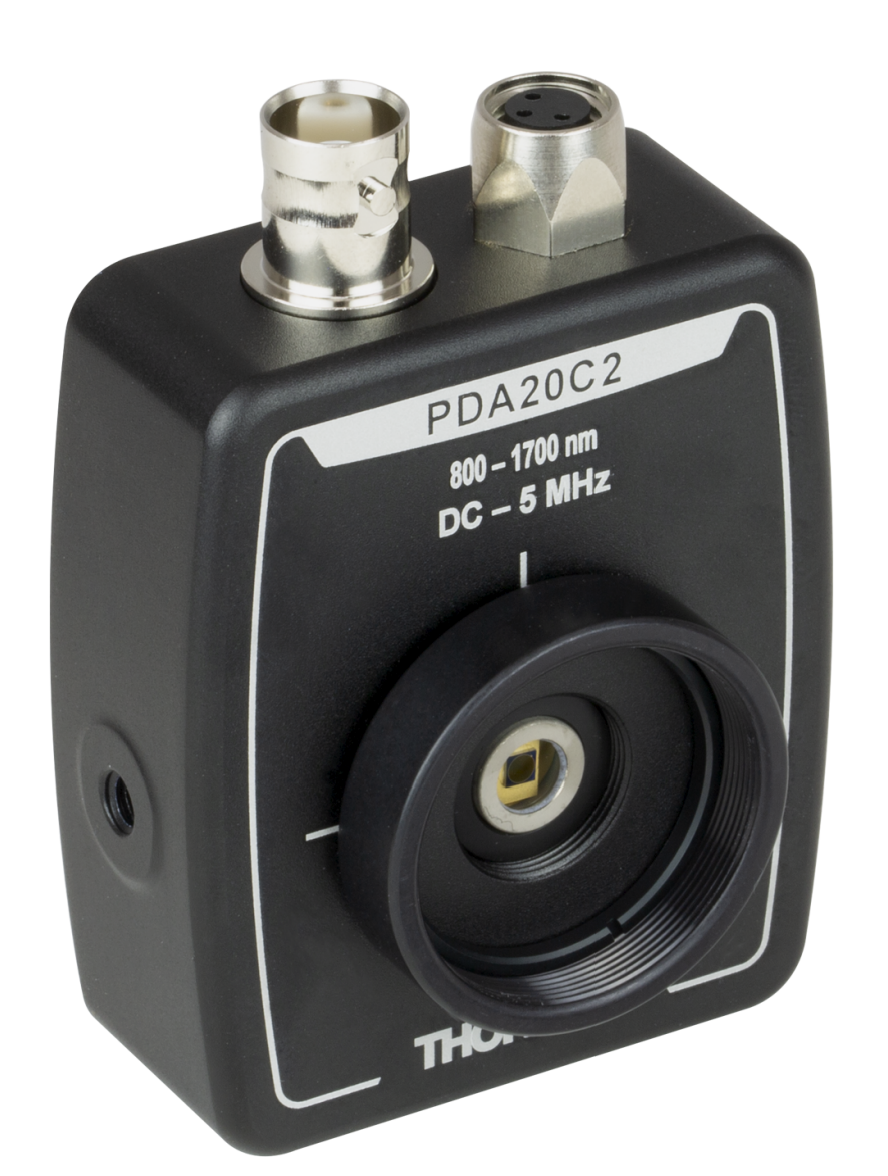 PDA20C2
800 – 1700 nm
DC – 5 MHz